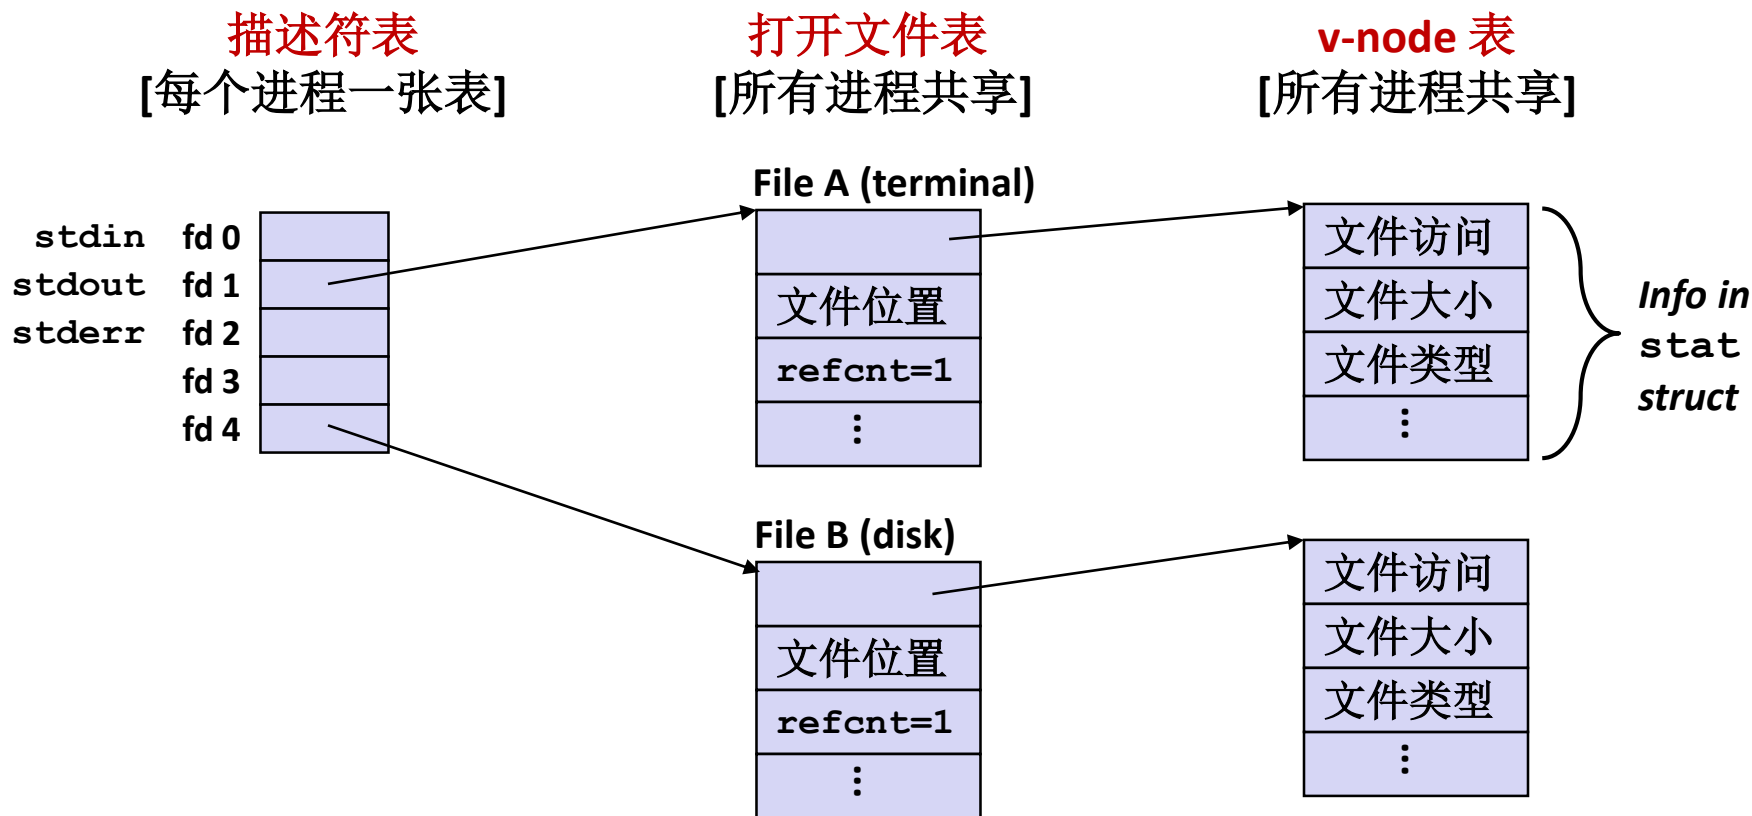 描述符表
[每个进程一张表]
打开文件表
[所有进程共享]
v-node 表
[所有进程共享]
stdin fd 0
stdout fd 1
stderr fd 2
fd 3
fd 4
File A (terminal)
文件位置
refcnt=1
⋮
文件访问
文件大小
文件类型
⋮
Info in
stat
struct
File B (disk)
文件位置
refcnt=1
⋮
文件访问
文件大小
文件类型
⋮